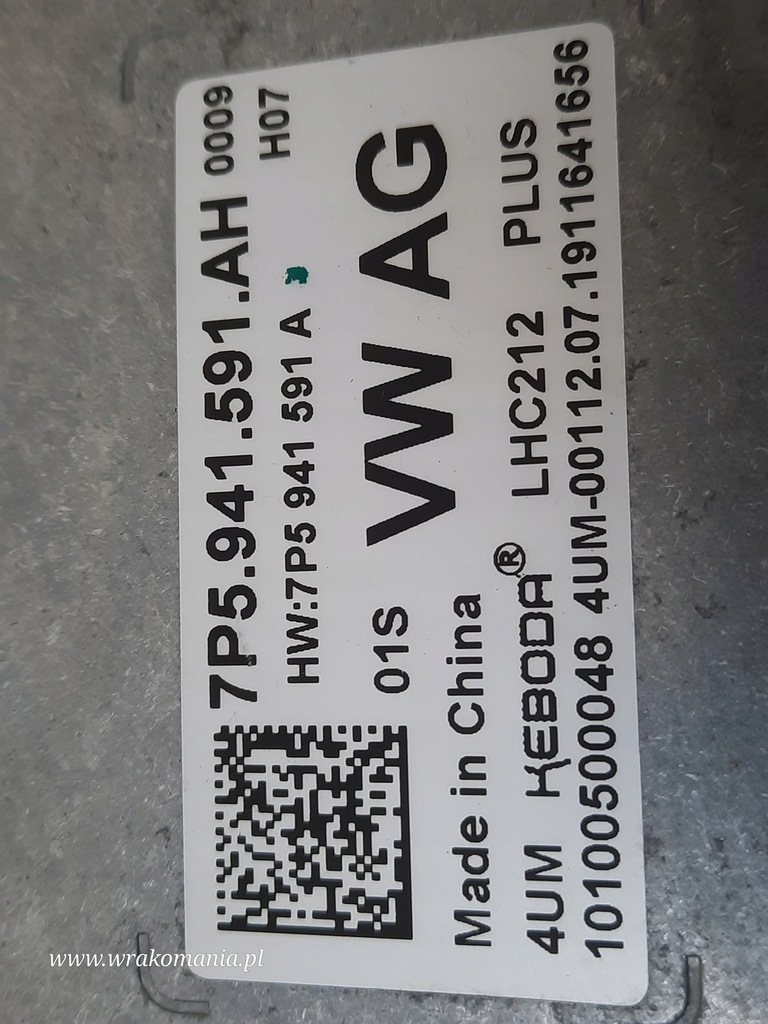 7P5.941.591.AH 0009
HW:7P5 941 591 A H07
01S VW AG
Made in China
4UM KEBODA® LHC212 PLUS
10100500048 4UM-00112.07.1911641656
www.wrakomania.pl